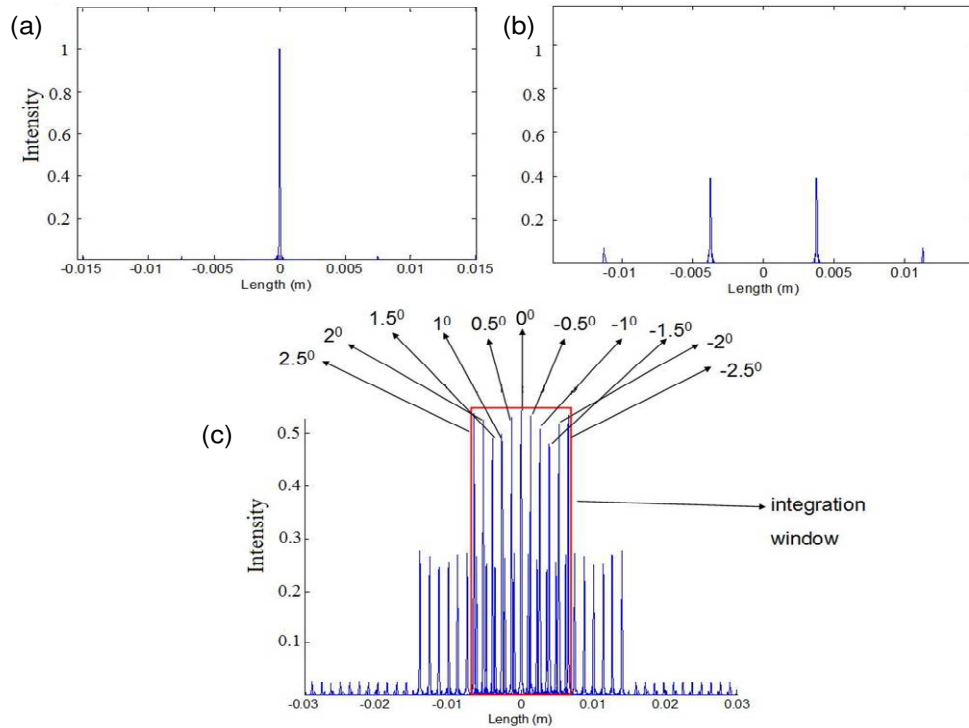 (a)
1
0.8
0.6
0.4
0.2
Intensity
-0.015 -0.01 -0.005 0 0.005 0.01 0.015
Length (m)
(b)
1
0.8
0.6
0.4
0.2
-0.01 -0.005 0 0.005 0.01
Length (m)
2.5⁰ 2⁰ 1.5⁰ 1⁰ 0.5⁰ 0⁰ -0.5⁰ -1⁰ -1.5⁰ -2⁰ -2.5⁰
(c)
0.5
0.4
0.3
0.2
0.1
Intensity
integration
window
-0.03 -0.02 -0.01 0 0.01 0.02 0.03
Length (m)